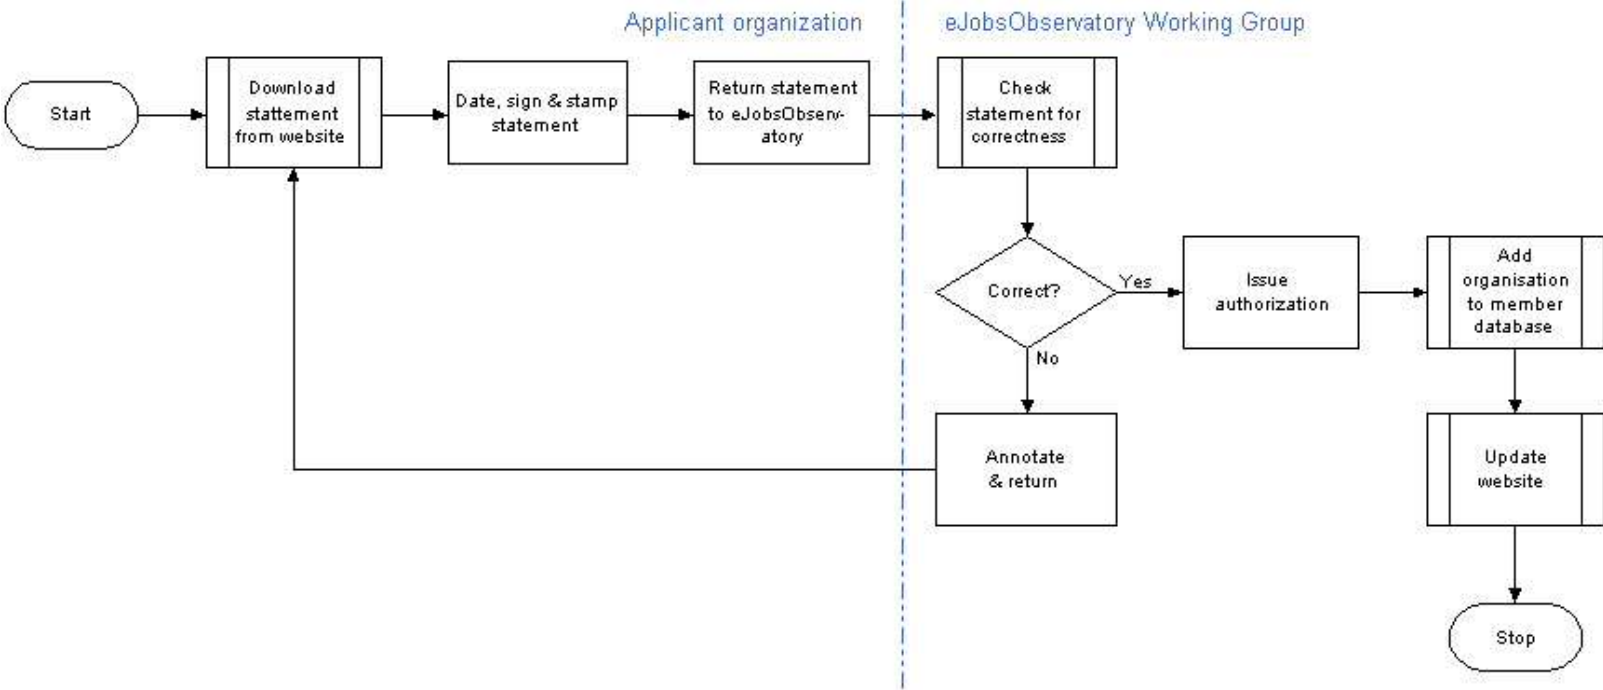 Applicant organization
eJobsObservatory Working Group
Start
Download
stattement
from website
Date, sign & stamp
statement
Return statement
to eJobsObserv-
atory
Check
statement for
correctness
Correct?
Yes
No
Issue
authorization
Add
organisation
to member
database
Annotate
& return
Update
website
Stop